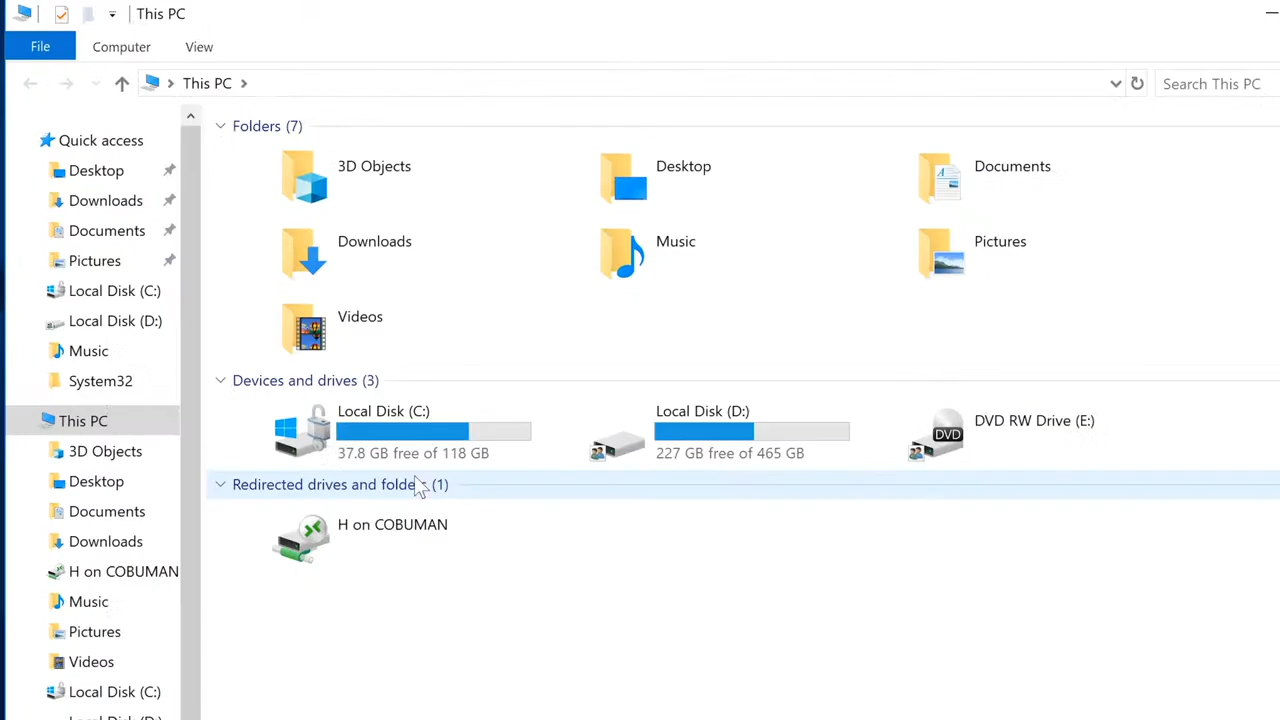 This PC
File
Computer
View
This PC
Search This PC
Quick access
Desktop
Downloads
Documents
Pictures
Local Disk (C:)
Local Disk (D:)
Music
System32
This PC
3D Objects
Desktop
Documents
Downloads
H on COBUMAN
Music
Pictures
Videos
Local Disk (C:)
Local Disk (D:)
Folders (7)
3D Objects
Desktop
Documents
Downloads
Music
Pictures
Videos
Devices and drives (3)
Local Disk (C:)
37.8 GB free of 118 GB
Local Disk (D:)
227 GB free of 465 GB
DVD
DVD RW Drive (E:)
Redirected drives and folders (1)
H on COBUMAN